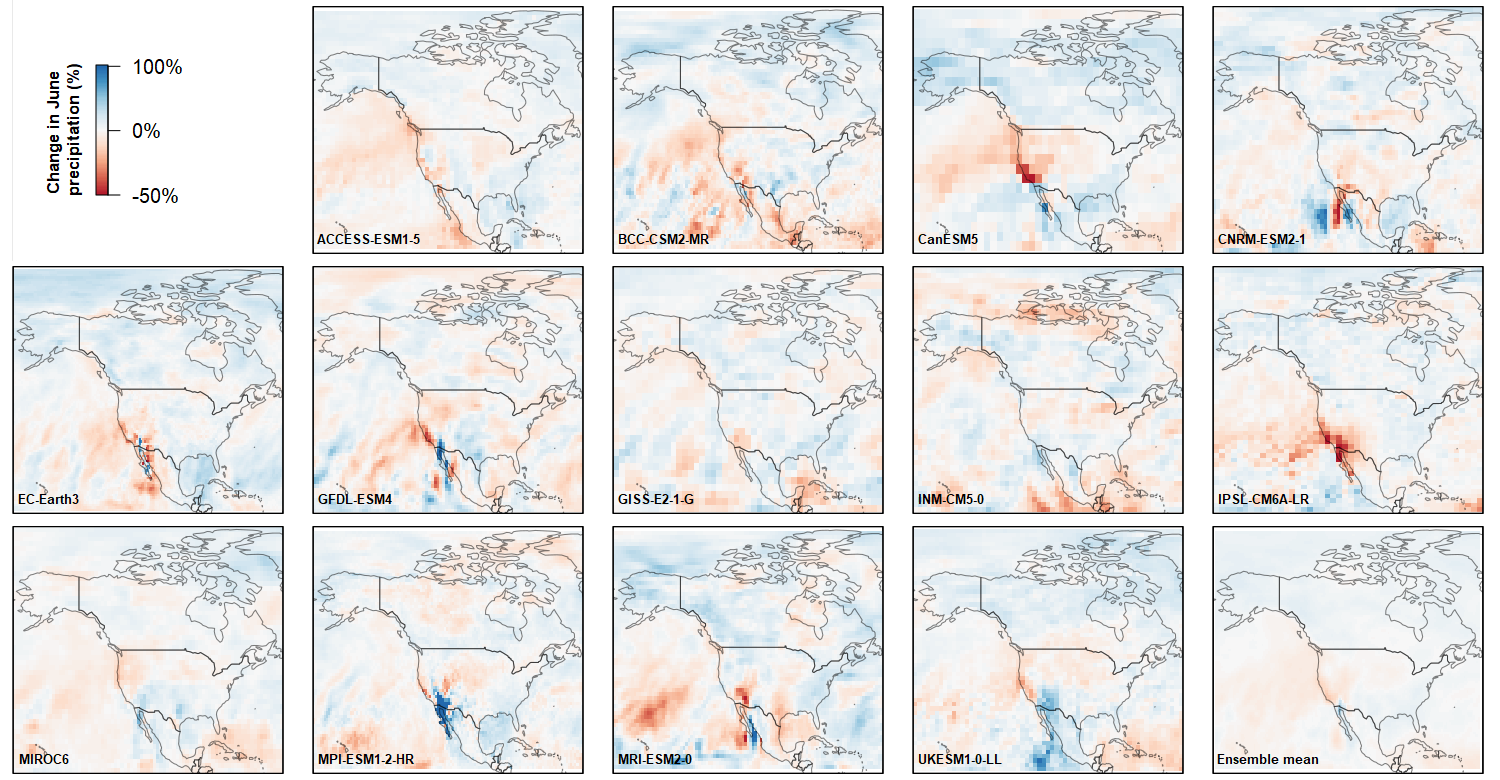 Change in June
precipitation (%)
100%
0%
-50%
ACCESS-ESM1-5
BCC-CSM2-MR
CanESM5
CNRM-ESM2-1
EC-Earth3
GFDL-ESM4
GISS-E2-1-G
INM-CM5-0
IPSL-CM6A-LR
MIROC6
MPI-ESM1-2-HR
MRI-ESM2-0
UKESM1-0-LL
Ensemble mean